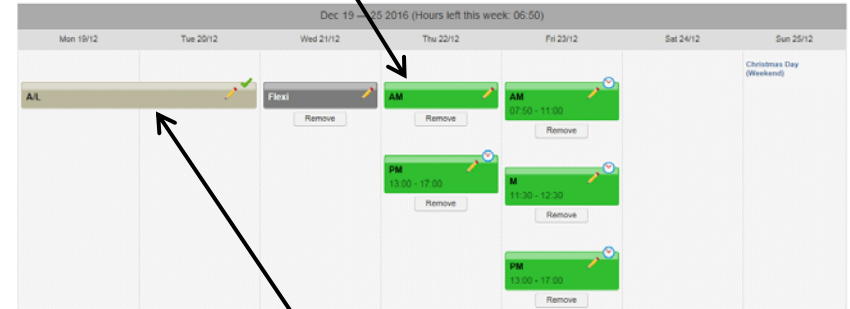 Dec 19 — 25 2016 (Hours left this week: 06:50)
Mon 19/12 Tue 20/12 Wed 21/12 Thu 22/12 Fri 23/12 Sat 24/12 Sun 25/12
Christmas Day
(Weekend)
A/L
Flexi
Remove
AM
Remove
PM
13:00 - 17:00
Remove
AM
07:50 - 11:00
Remove
M
11:30 - 12:30
Remove
PM
13:00 - 17:00
Remove